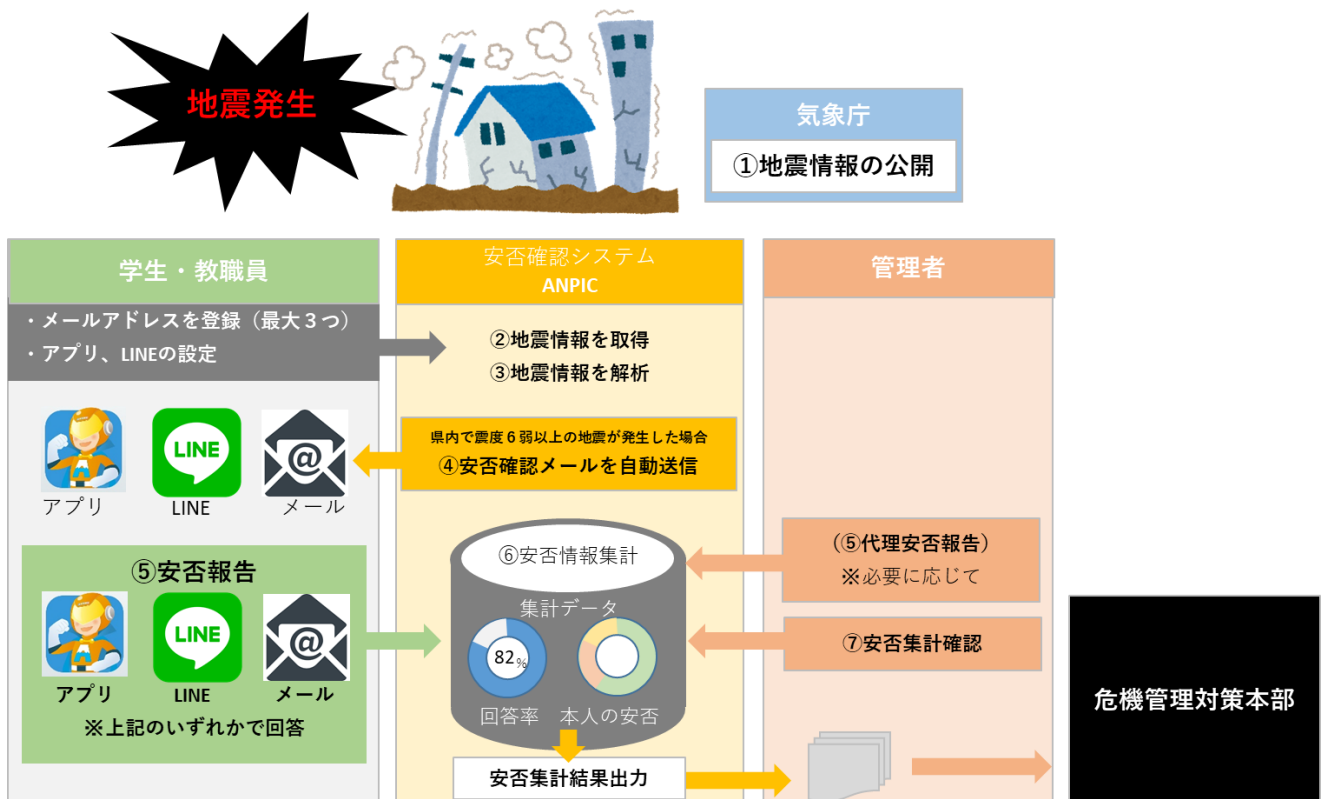 地震発生
気象庁
①地震情報の公開
学生・教職員
・メールアドレスを登録（最大３つ）
・アプリ、LINEの設定
LINE
@
アプリ
LINE
メール
⑤安否報告
LINE
@
アプリ
LINE
メール
※上記のいずれかで回答
安否確認システム
ANPIC
②地震情報を取得
③地震情報を解析
県内で震度６弱以上の地震が発生した場合
④安否確認メールを自動送信
⑥安否情報集計
集計データ
82%
回答率
本人の安否
安否集計結果出力
管理者
（⑤代理安否報告）
※必要に応じて
⑦安否集計確認
危機管理対策本部